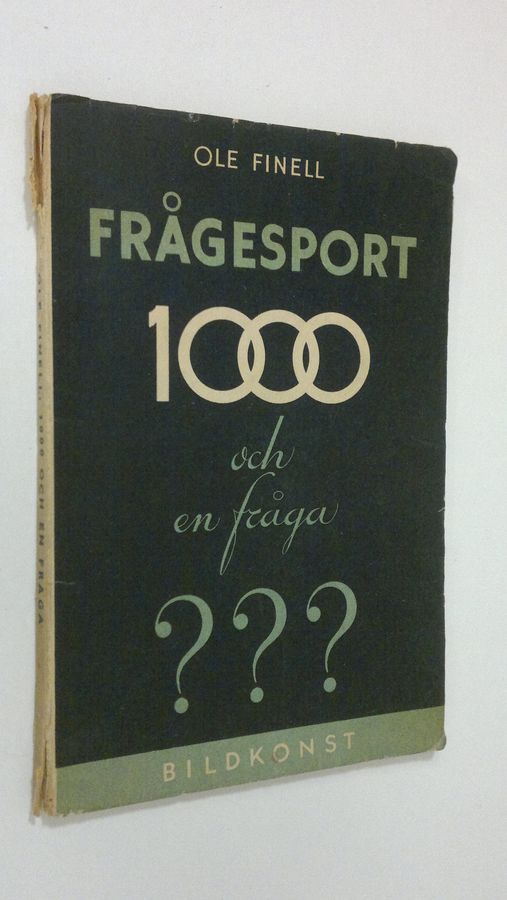 OLE FINELL
FRÅGESPORT
1000
och
en fråga
???
BILDKONST
OLE FINELL: 1000 OCH EN FRÅGA